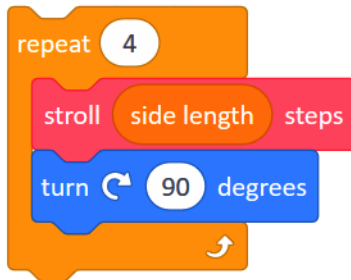 repeat 4
stroll side length steps
turn 90 degrees